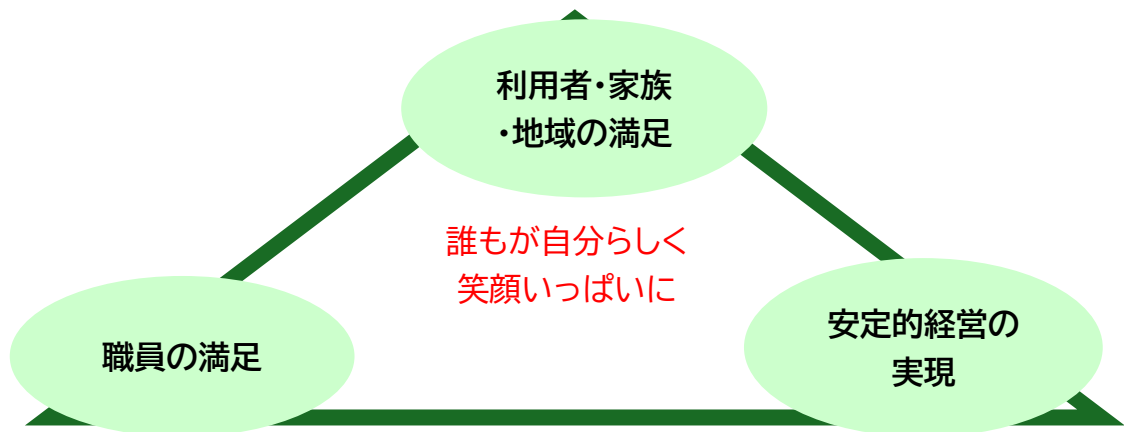 利用者・家族
・地域の満足
誰もが自分らしく
笑顔いっぱいに
職員の満足
安定的経営の
実現